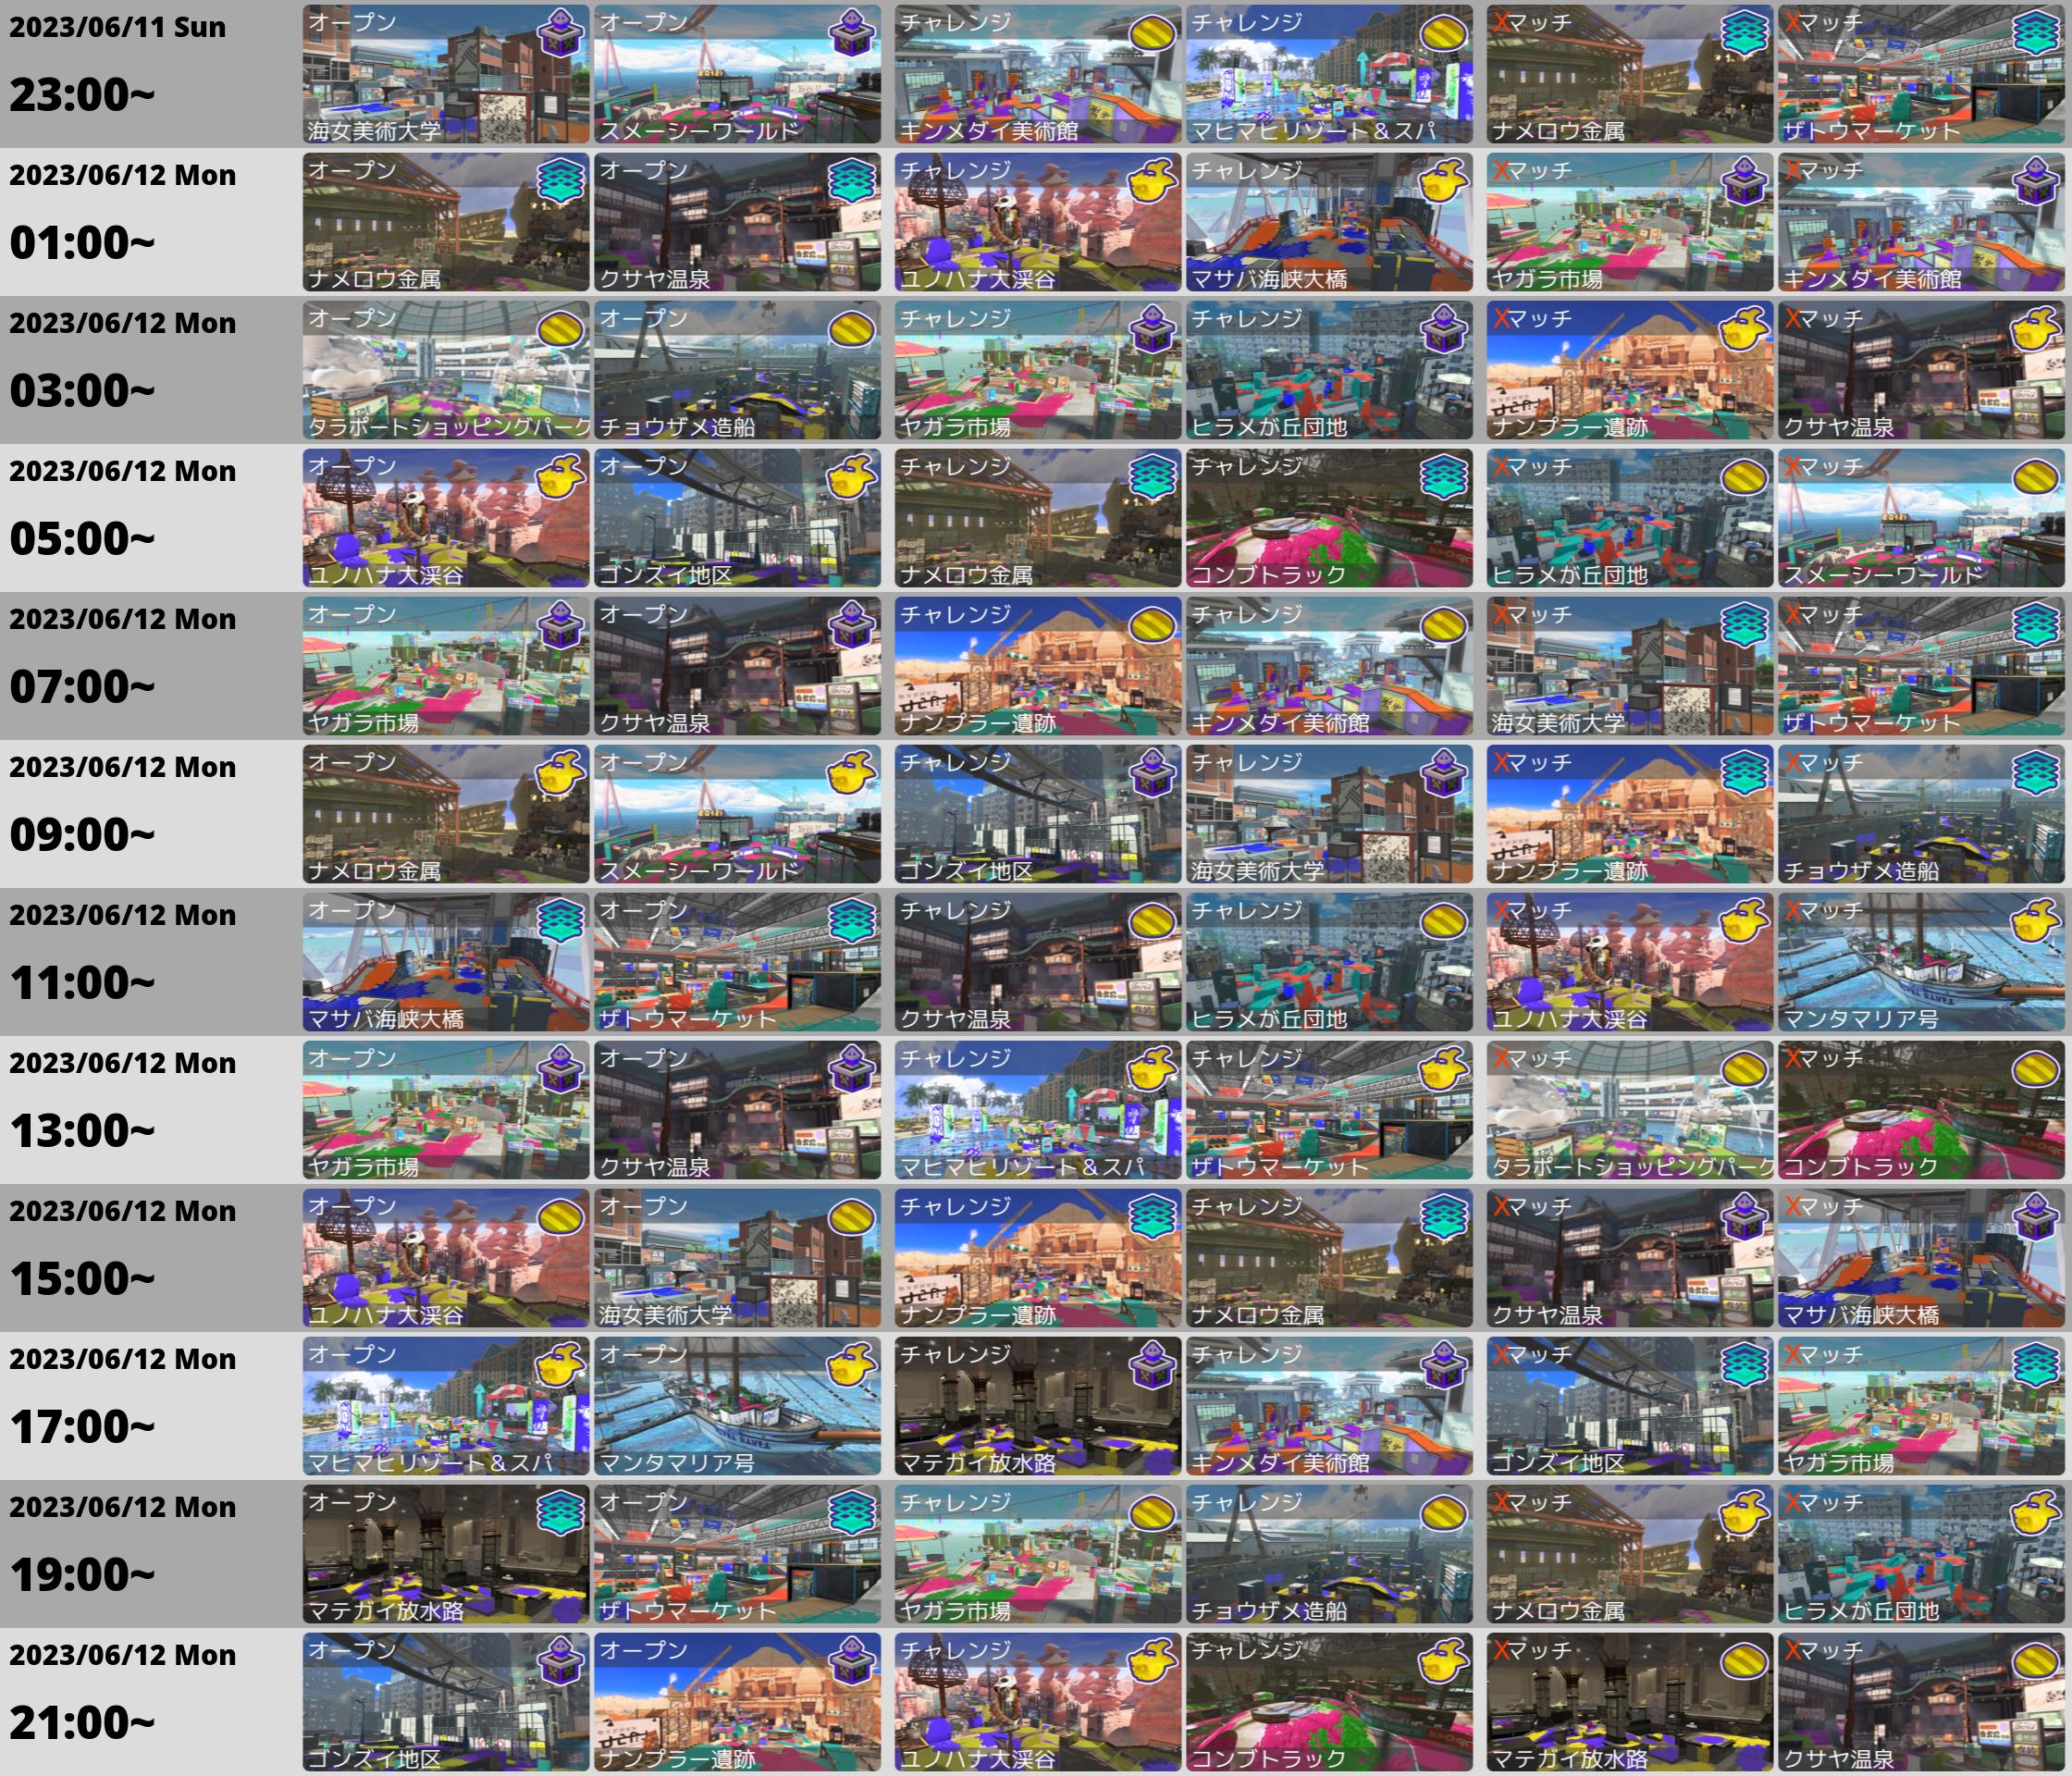 2023/06/11 Sun
23:00~
オープン オープン チャレンジ チャレンジ Xマッチ Xマッチ
海女美術大学 スメーシーワールド キンメダイ美術館 マヒマヒリゾート＆スパ ナメロウ金属 ザトウマーケット
2023/06/12 Mon
01:00~
オープン オープン チャレンジ チャレンジ Xマッチ Xマッチ
ナメロウ金属 クサヤ温泉 ユノハナ大渓谷 マサバ海峡大橋 ヤガラ市場 キンメダイ美術館
2023/06/12 Mon
03:00~
オープン オープン チャレンジ チャレンジ Xマッチ Xマッチ
タラポートショッピングパーク チョウザメ造船 ヤガラ市場 ヒラメが丘団地 ナンプラー遺跡 クサヤ温泉
2023/06/12 Mon
05:00~
オープン オープン チャレンジ チャレンジ Xマッチ Xマッチ
ユノハナ大渓谷 ゴンズイ地区 ナメロウ金属 コンブトラック ヒラメが丘団地 スメーシーワールド
2023/06/12 Mon
07:00~
オープン オープン チャレンジ チャレンジ Xマッチ Xマッチ
ヤガラ市場 クサヤ温泉 ナンプラー遺跡 キンメダイ美術館 海女美術大学 ザトウマーケット
2023/06/12 Mon
09:00~
オープン オープン チャレンジ チャレンジ Xマッチ Xマッチ
ナメロウ金属 スメーシーワールド ゴンズイ地区 海女美術大学 ナンプラー遺跡 チョウザメ造船
2023/06/12 Mon
11:00~
オープン オープン チャレンジ チャレンジ Xマッチ Xマッチ
マサバ海峡大橋 ザトウマーケット クサヤ温泉 ヒラメが丘団地 ユノハナ大渓谷 マンタマリア号
2023/06/12 Mon
13:00~
オープン オープン チャレンジ チャレンジ Xマッチ Xマッチ
ヤガラ市場 クサヤ温泉 マヒマヒリゾート＆スパ ザトウマーケット タラポートショッピングパーク コンブトラック
2023/06/12 Mon
15:00~
オープン オープン チャレンジ チャレンジ Xマッチ Xマッチ
ユノハナ大渓谷 海女美術大学 ナンプラー遺跡 ナメロウ金属 クサヤ温泉 マサバ海峡大橋
2023/06/12 Mon
17:00~
オープン オープン チャレンジ チャレンジ Xマッチ Xマッチ
マヒマヒリゾート＆スパ マンタマリア号 マテガイ放水路 キンメダイ美術館 ゴンズイ地区 ヤガラ市場
2023/06/12 Mon
19:00~
オープン オープン チャレンジ チャレンジ Xマッチ Xマッチ
マテガイ放水路 ザトウマーケット ヤガラ市場 チョウザメ造船 ナメロウ金属 ヒラメが丘団地
2023/06/12 Mon
21:00~
オープン オープン チャレンジ チャレンジ Xマッチ Xマッチ
ゴンズイ地区 ナンプラー遺跡 ユノハナ大渓谷 コンブトラック マテガイ放水路 クサヤ温泉